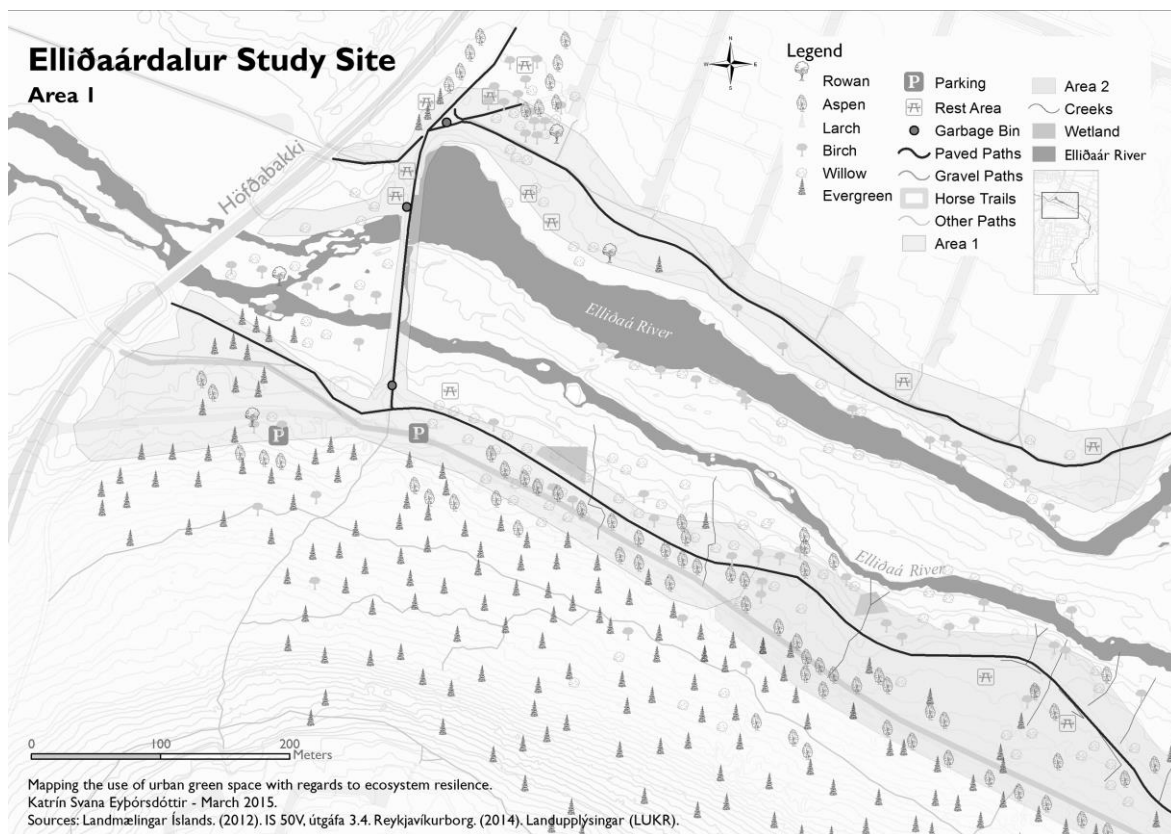 Elliðaárdalur Study Site
Area 1
Höfðabakki
N
W
E
S
Legend
Rowan
Aspen
Larch
Birch
Willow
Evergreen
P
Parking
Rest Area
Garbage Bin
Paved Paths
Gravel Paths
Horse Trails
Other Paths
Area 1
Area 2
Creeks
Wetland
Elliðaár River
Elliðaá River
P
P
Elliðaá River
0
100
200
Meters
Mapping the use of urban green space with regards to ecosystem resilence.
Katrín Svana Eyþórsdóttir - March 2015.
Sources: Landmælingar Íslands. (2012). IS 50V, útgáfa 3.4. Reykjavíkurborg. (2014). Landupplýsingar (LUKR).